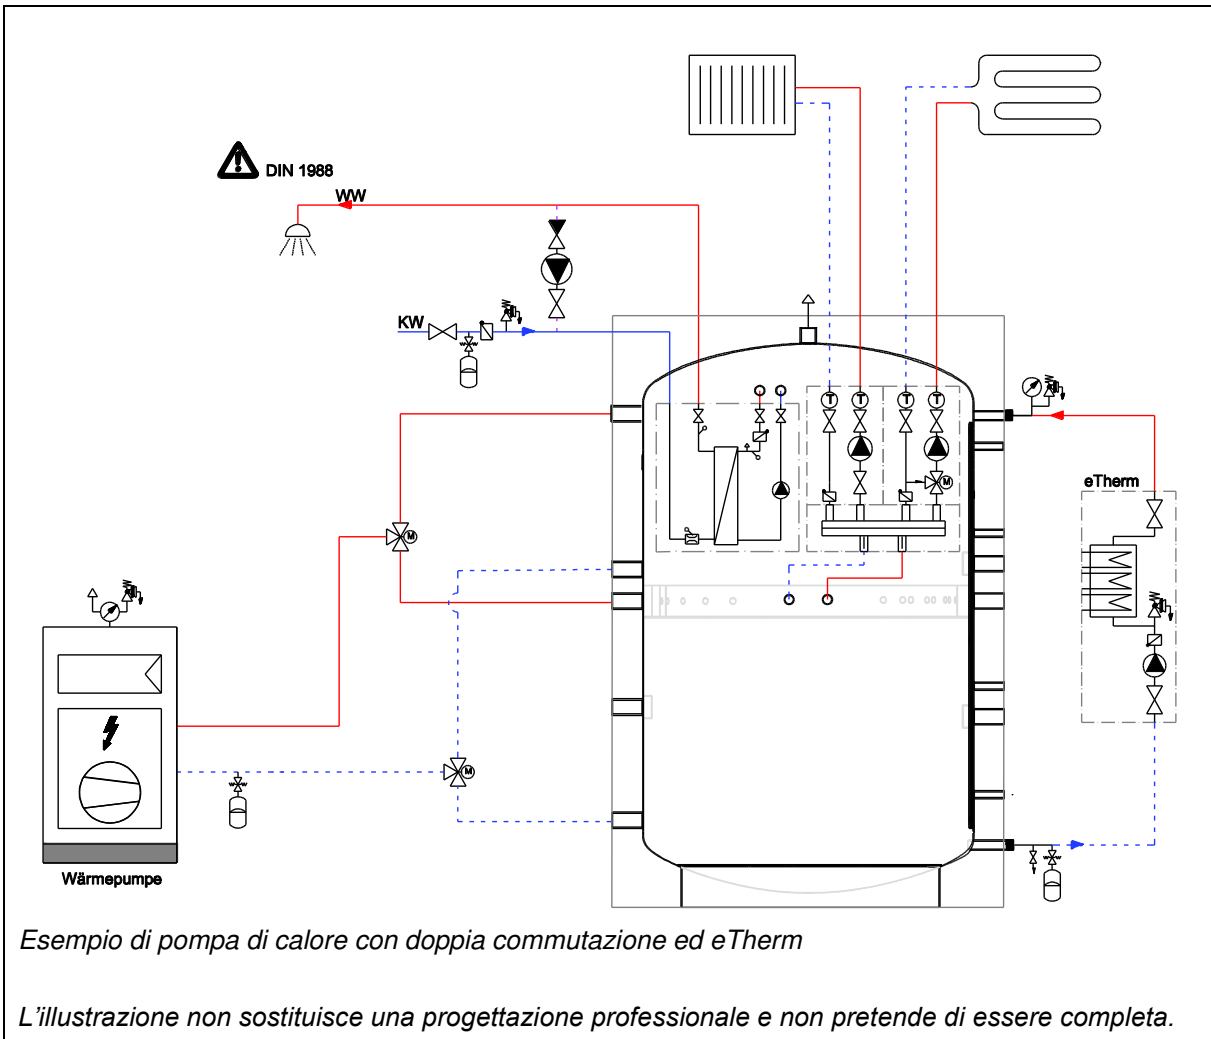 DIN 1988
WW
KW
T T T T
M
eTherm
M
M
Wärmepumpe
Esempio di pompa di calore con doppia commutazione ed eTherm
L'illustrazione non sostituisce una progettazione professionale e non pretende di essere completa.